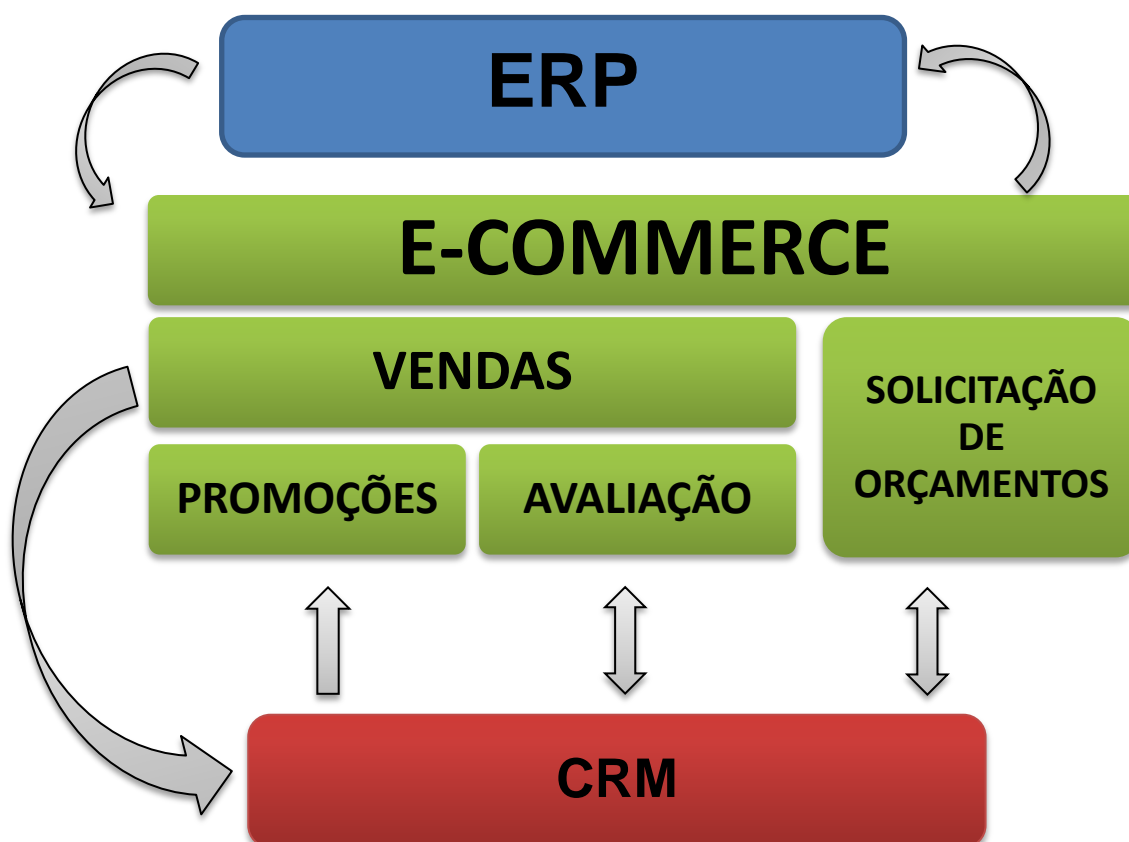 ERP
E-COMMERCE
VENDAS
SOLICITAÇÃO
DE
ORÇAMENTOS
PROMOÇÕES
AVALIAÇÃO
CRM